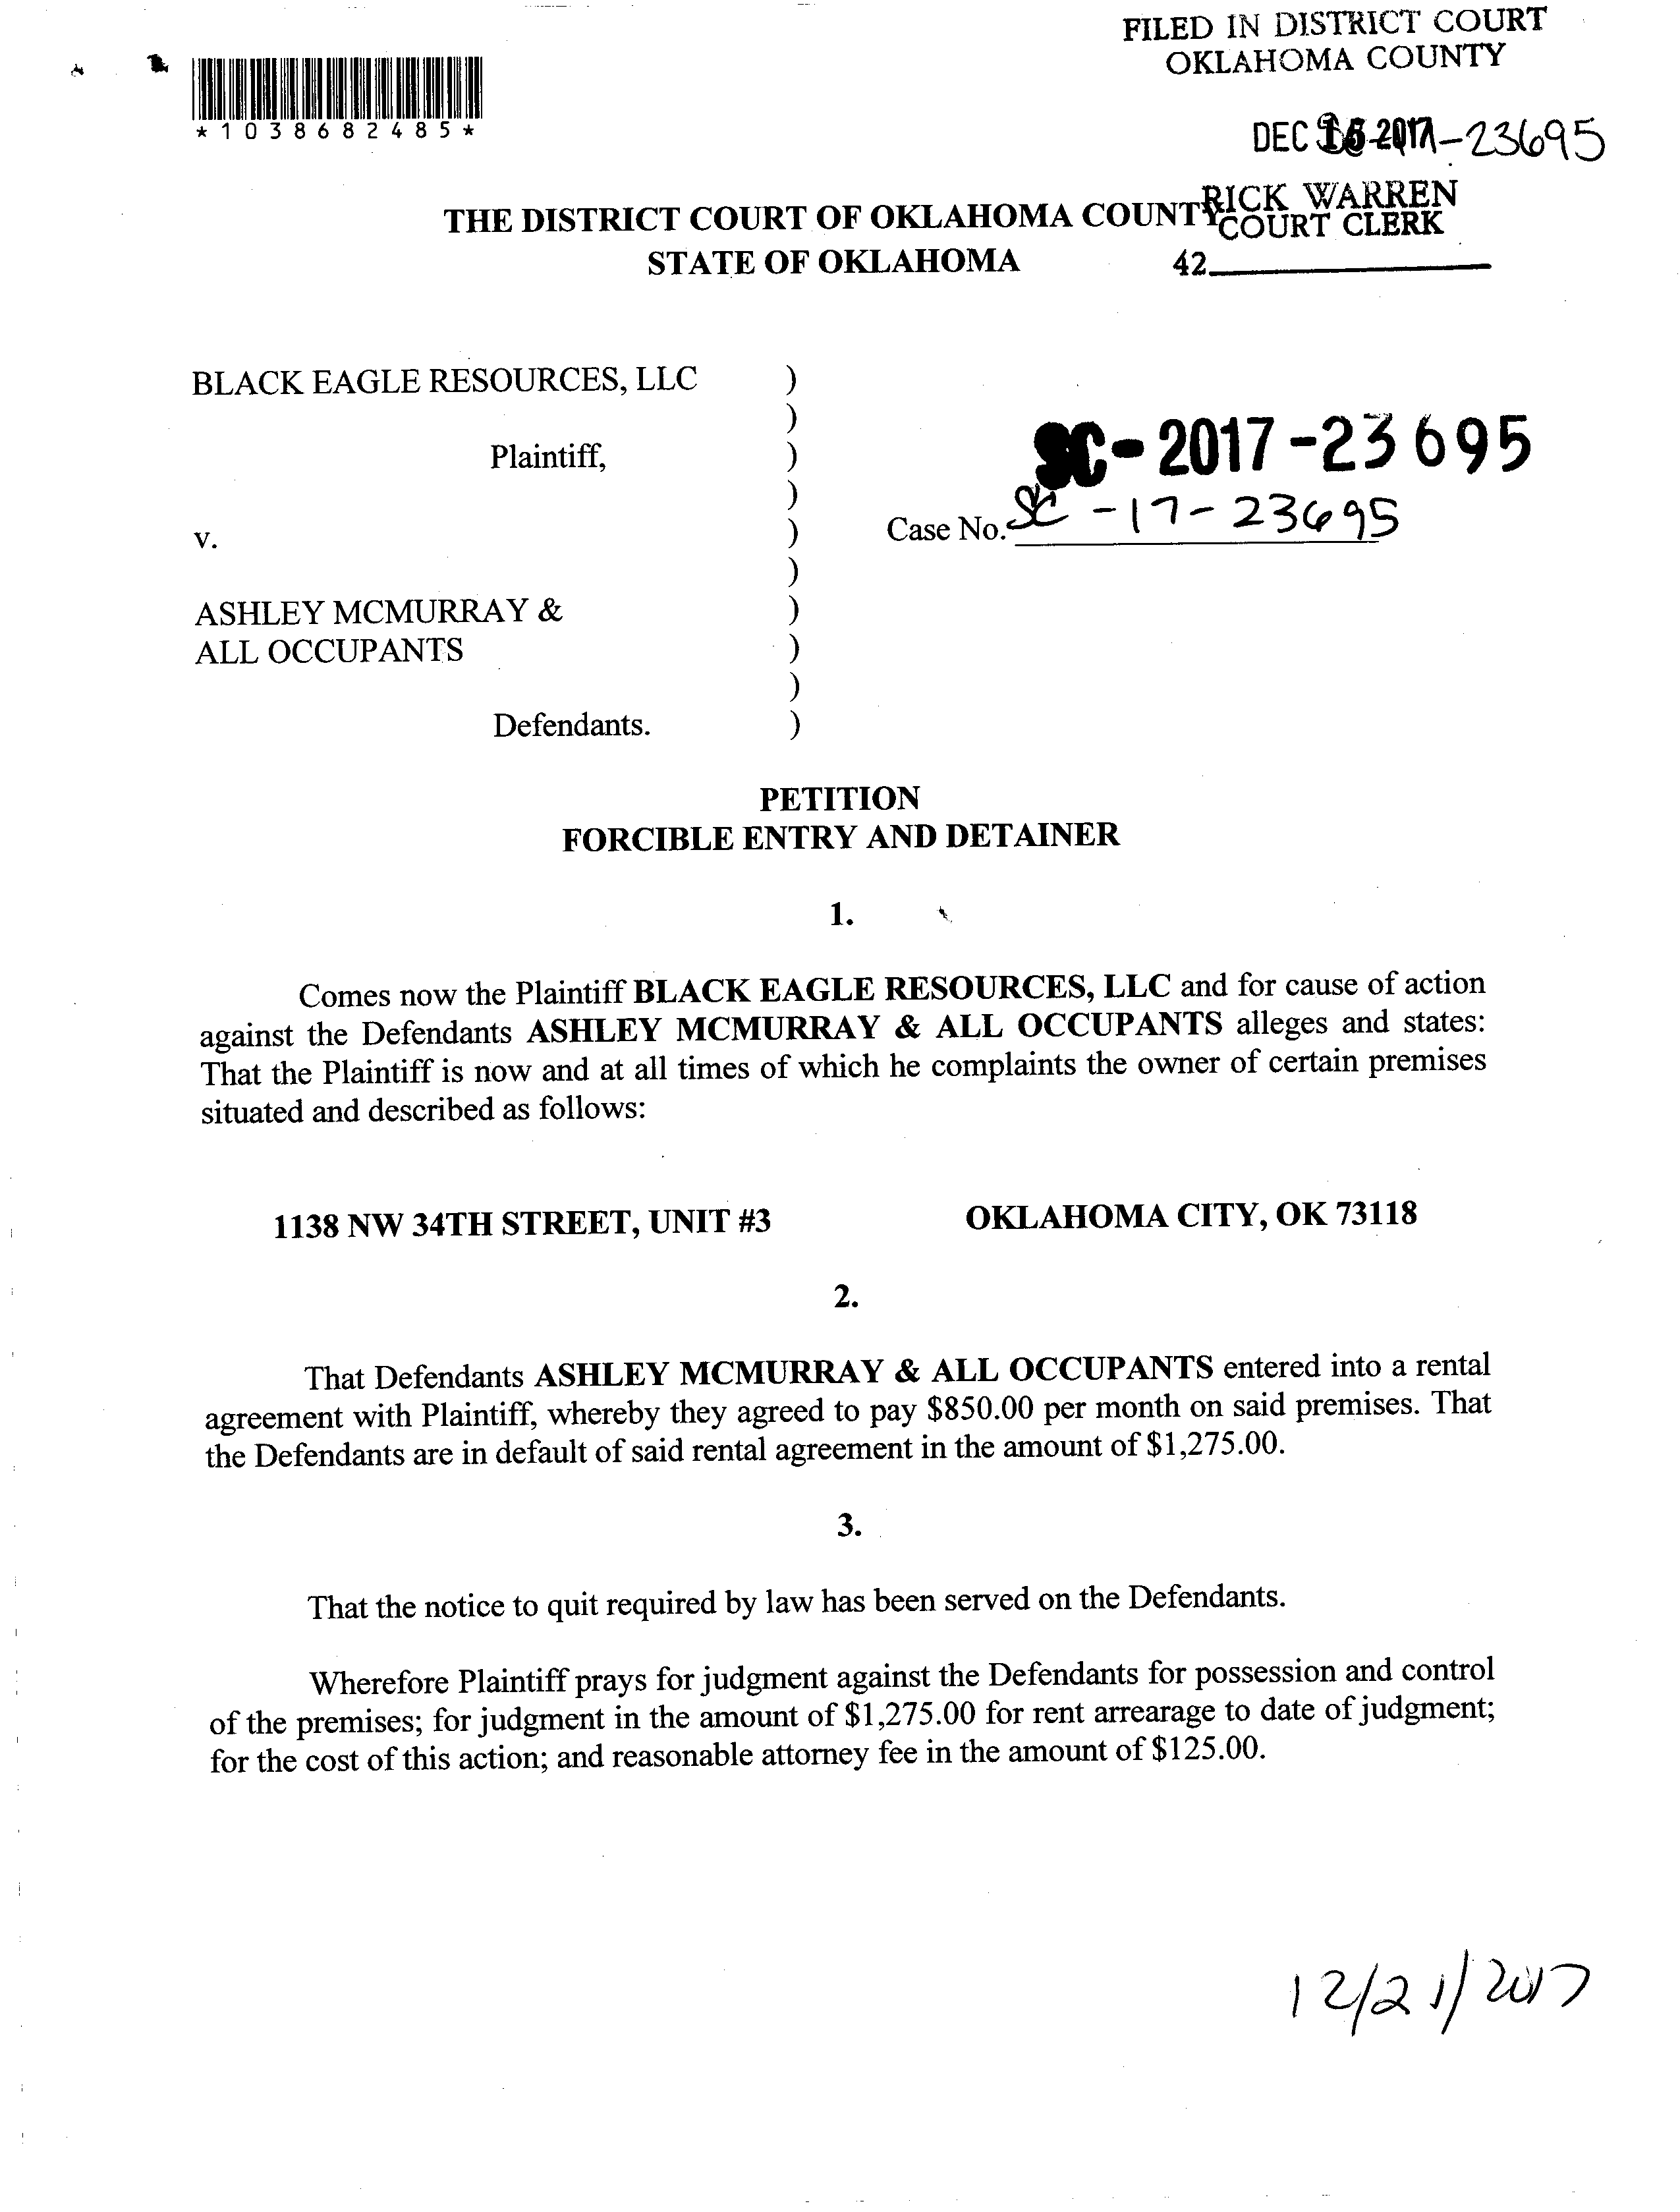 FILED IN DISTRICT COURT
OKLAHOMA COUNTY
*1038682485*
DEC 2017-23695
RICK WARREN
COURT CLERK
42
THE DISTRICT COURT OF OKLAHOMA COUNTY
STATE OF OKLAHOMA
BLACK EAGLE RESOURCES, LLC )
)
Plaintiff, )
)
v. )
)
ASHLEY MCMURRAY & )
ALL OCCUPANTS )
)
Defendants. )
SC-2017-23695
Case No. SC-17-23695
PETITION
FORCIBLE ENTRY AND DETAINER
1.
Comes now the Plaintiff BLACK EAGLE RESOURCES, LLC and for cause of action
against the Defendants ASHLEY MCMURRAY & ALL OCCUPANTS alleges and states:
That the Plaintiff is now and at all times of which he complaints the owner of certain premises
situated and described as follows:
1138 NW 34TH STREET, UNIT #3 OKLAHOMA CITY, OK 73118
2.
That Defendants ASHLEY MCMURRAY & ALL OCCUPANTS entered into a rental
agreement with Plaintiff, whereby they agreed to pay $850.00 per month on said premises. That
the Defendants are in default of said rental agreement in the amount of $1,275.00.
3.
That the notice to quit required by law has been served on the Defendants.
Wherefore Plaintiff prays for judgment against the Defendants for possession and control
of the premises; for judgment in the amount of $1,275.00 for rent arrearage to date of judgment;
for the cost of this action; and reasonable attorney fee in the amount of $125.00.
12/21/2017